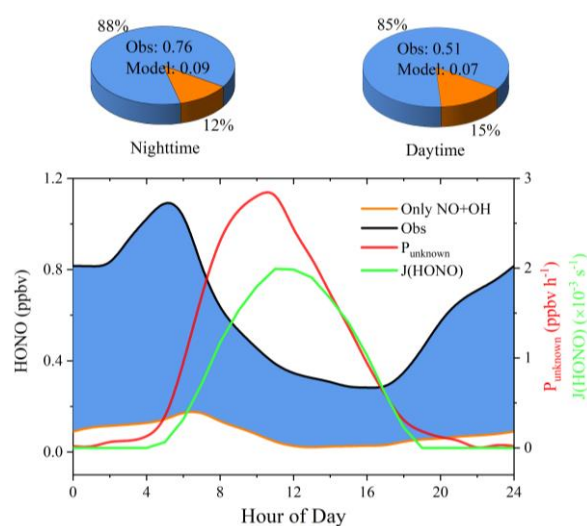 88%
Obs: 0.76
Model: 0.09
12%
Nighttime
85%
Obs: 0.51
Model: 0.07
15%
Daytime
1.2
0.8
0.4
0.0
HONO (ppbv)
Only NO+OH
Obs
P_unknown
J(HONO)
3
2
1
0
P_unknown (ppbv h⁻¹)
J(HONO) (×10⁻³ s⁻¹)
0 4 8 12 16 20 24
Hour of Day